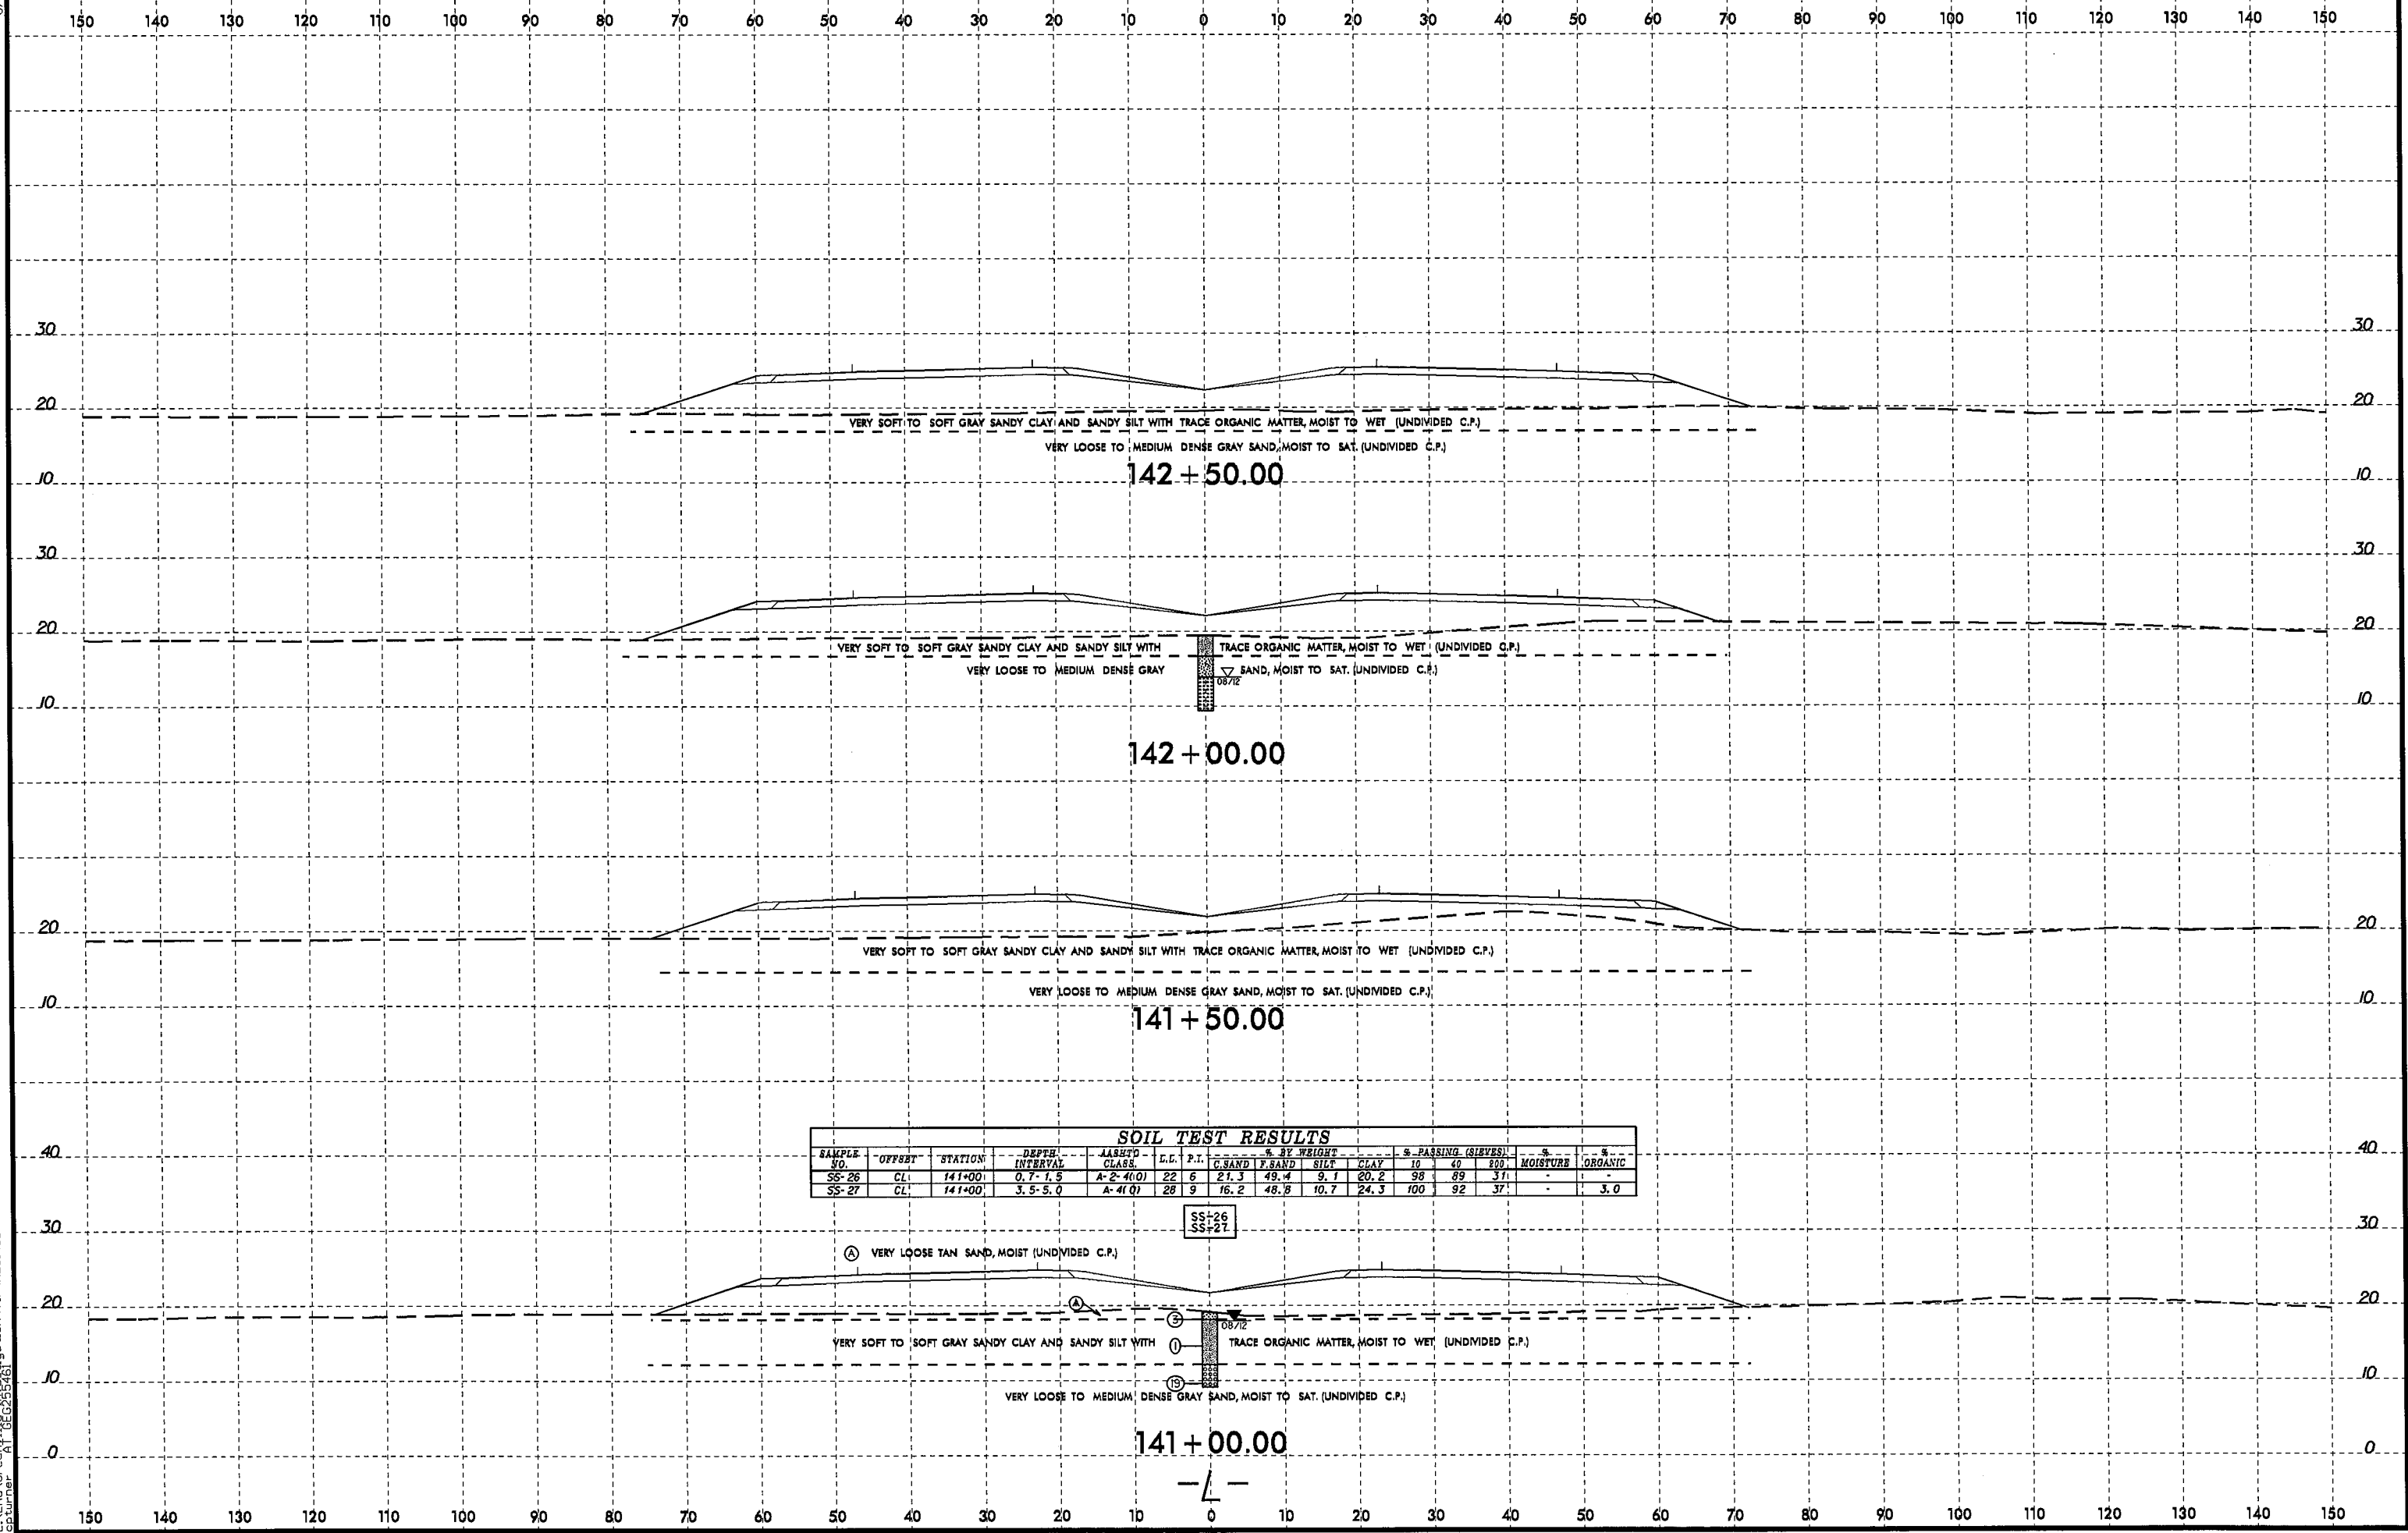 150 140 130 120 110 100 90 80 70 60 50 40 30 20 10 0 10 20 30 40 50 60 70 80 90 100 110 120 130 140 150
30 30
20 20
VERY SOFT TO SOFT GRAY SANDY CLAY AND SANDY SILT WITH TRACE ORGANIC MATTER, MOIST TO WET (UNDIVIDED C.P.)
VERY LOOSE TO MEDIUM DENSE GRAY SAND, MOIST TO SAT. (UNDIVIDED C.P.)
142+50.00
10 10
30 30
20 20
VERY SOFT TO SOFT GRAY SANDY CLAY AND SANDY SILT WITH TRACE ORGANIC MATTER, MOIST TO WET (UNDIVIDED C.P.)
VERY LOOSE TO MEDIUM DENSE GRAY SAND, MOIST TO SAT. (UNDIVIDED C.P.)
08/12
10 10
142+00.00
20 20
VERY SOFT TO SOFT GRAY SANDY CLAY AND SANDY SILT WITH TRACE ORGANIC MATTER, MOIST TO WET (UNDIVIDED C.P.)
VERY LOOSE TO MEDIUM DENSE GRAY SAND, MOIST TO SAT. (UNDIVIDED C.P.)
10 10
141+50.00
SOIL TEST RESULTS
40 40
SAMPLE NO. OFFSET STATION DEPTH INTERVAL AASHTO CLASS. L.L. P.I. % BY WEIGHT % PASSING (SIEVES) % MOISTURE % ORGANIC
C.SAND F.SAND SILT CLAY 10 40 200
SS-26 CL 141+00 0.7-1.5 A-2-4(0) 22 6 21.3 49.4 9.1 20.2 98 89 31 - -
SS-27 CL 141+00 3.5-5.0 A-4(0) 28 9 16.2 48.8 10.7 24.3 100 92 37 - 3.0
SS-26
SS-27
30 30
A VERY LOOSE TAN SAND, MOIST (UNDIVIDED C.P.)
20 20
A
3
08/12
VERY SOFT TO SOFT GRAY SANDY CLAY AND SANDY SILT WITH 1 TRACE ORGANIC MATTER, MOIST TO WET (UNDIVIDED C.P.)
10 10
19
VERY LOOSE TO MEDIUM DENSE GRAY SAND, MOIST TO SAT. (UNDIVIDED C.P.)
141+00.00
0 0
-L-
150 140 130 120 110 100 90 80 70 60 50 40 30 20 10 0 10 20 30 40 50 60 70 80 90 100 110 120 130 140 150
AT GEG255461